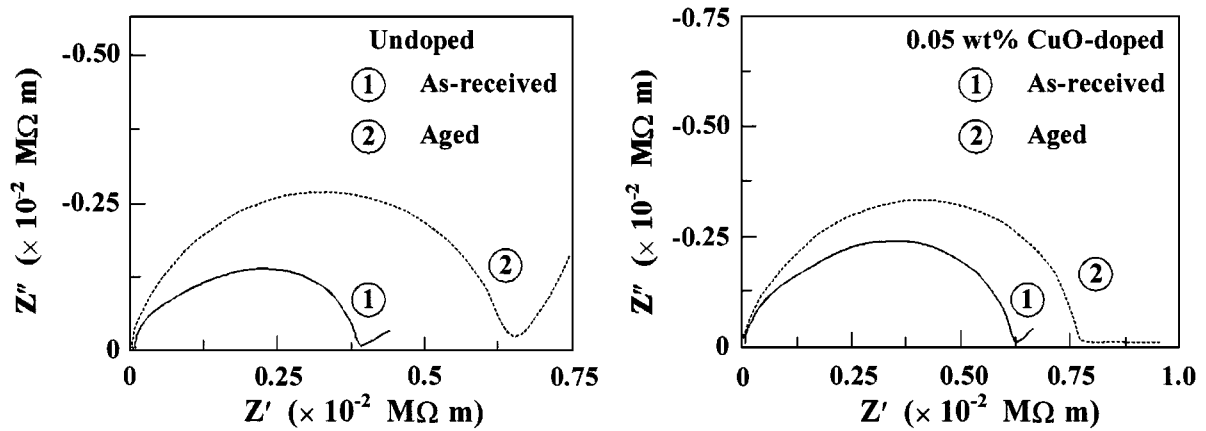 Undoped
① As-received
② Aged
-0.50
-0.25
0
Z″ (× 10⁻² MΩ m)
②
①
0 0.25 0.50 0.75
Z′ (× 10⁻² MΩ m)
0.05 wt% CuO-doped
① As-received
② Aged
-0.75
-0.50
-0.25
0
Z″ (× 10⁻² MΩ m)
②
①
0 0.25 0.50 0.75 1.0
Z′ (× 10⁻² MΩ m)